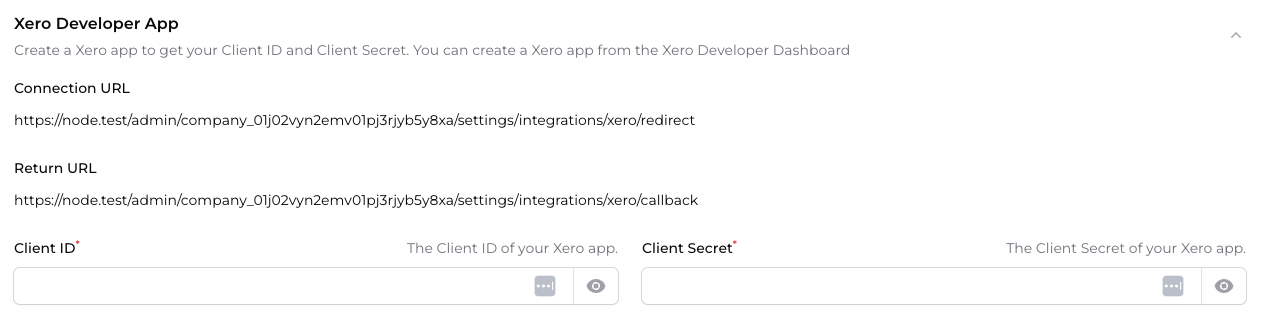 Xero Developer App
Create a Xero app to get your Client ID and Client Secret. You can create a Xero app from the Xero Developer Dashboard
Connection URL
https://node.test/admin/company_01j02vyn2emv01pj3rjyb5y8xa/settings/integrations/xero/redirect
Return URL
https://node.test/admin/company_01j02vyn2emv01pj3rjyb5y8xa/settings/integrations/xero/callback
Client ID* The Client ID of your Xero app. Client Secret* The Client Secret of your Xero app.